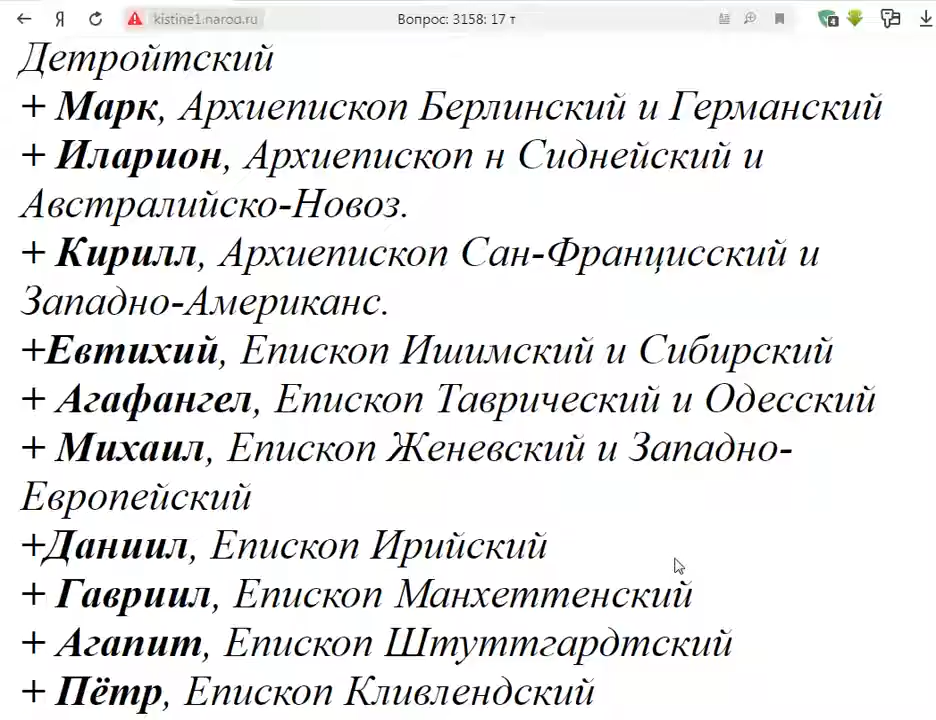 Я kistine1.narod.ru Вопрос: 3158: 17 т 4
Детройтский
+ Марк, Архиепископ Берлинский и Германский
+ Иларион, Архиепископ н Сиднейский и
Австралийско-Новоз.
+ Кирилл, Архиепископ Сан-Францисский и
Западно-Американс.
+Евтихий, Епископ Ишимский и Сибирский
+ Агафангел, Епископ Таврический и Одесский
+ Михаил, Епископ Женевский и Западно-
Европейский
+Даниил, Епископ Ирийский
+ Гавриил, Епископ Манхеттенский
+ Агапит, Епископ Штуттгардтский
+ Пётр, Епископ Кливлендский